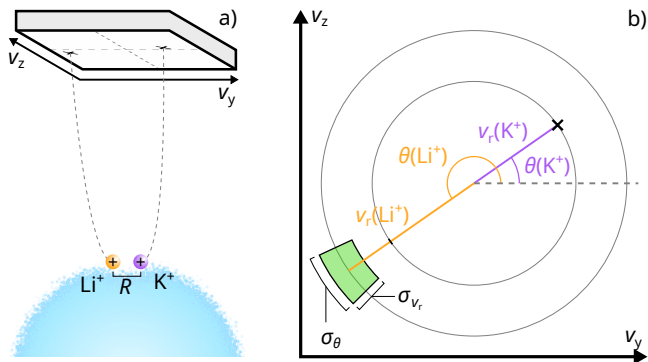 a)
v_z
v_y
Li⁺
R
K⁺
b)
v_z
v_r(K⁺)
θ(Li⁺)
θ(K⁺)
v_r(Li⁺)
σ_{v_r}
σ_θ
v_y